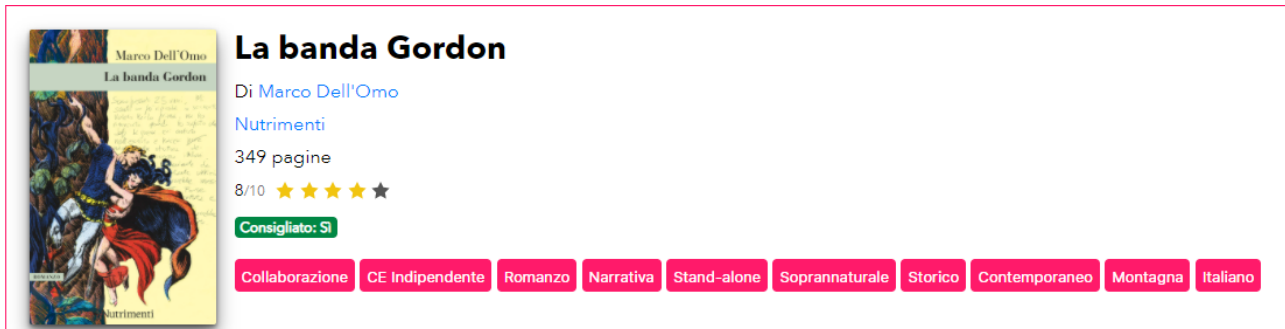 Marco Dell'Omo
La banda Gordon
ROMANZO
Nutrimenti
La banda Gordon
Di Marco Dell'Omo
Nutrimenti
349 pagine
8/10
Consigliato: Sì
Collaborazione CE Indipendente Romanzo Narrativa Stand-alone Soprannaturale Storico Contemporaneo Montagna Italiano